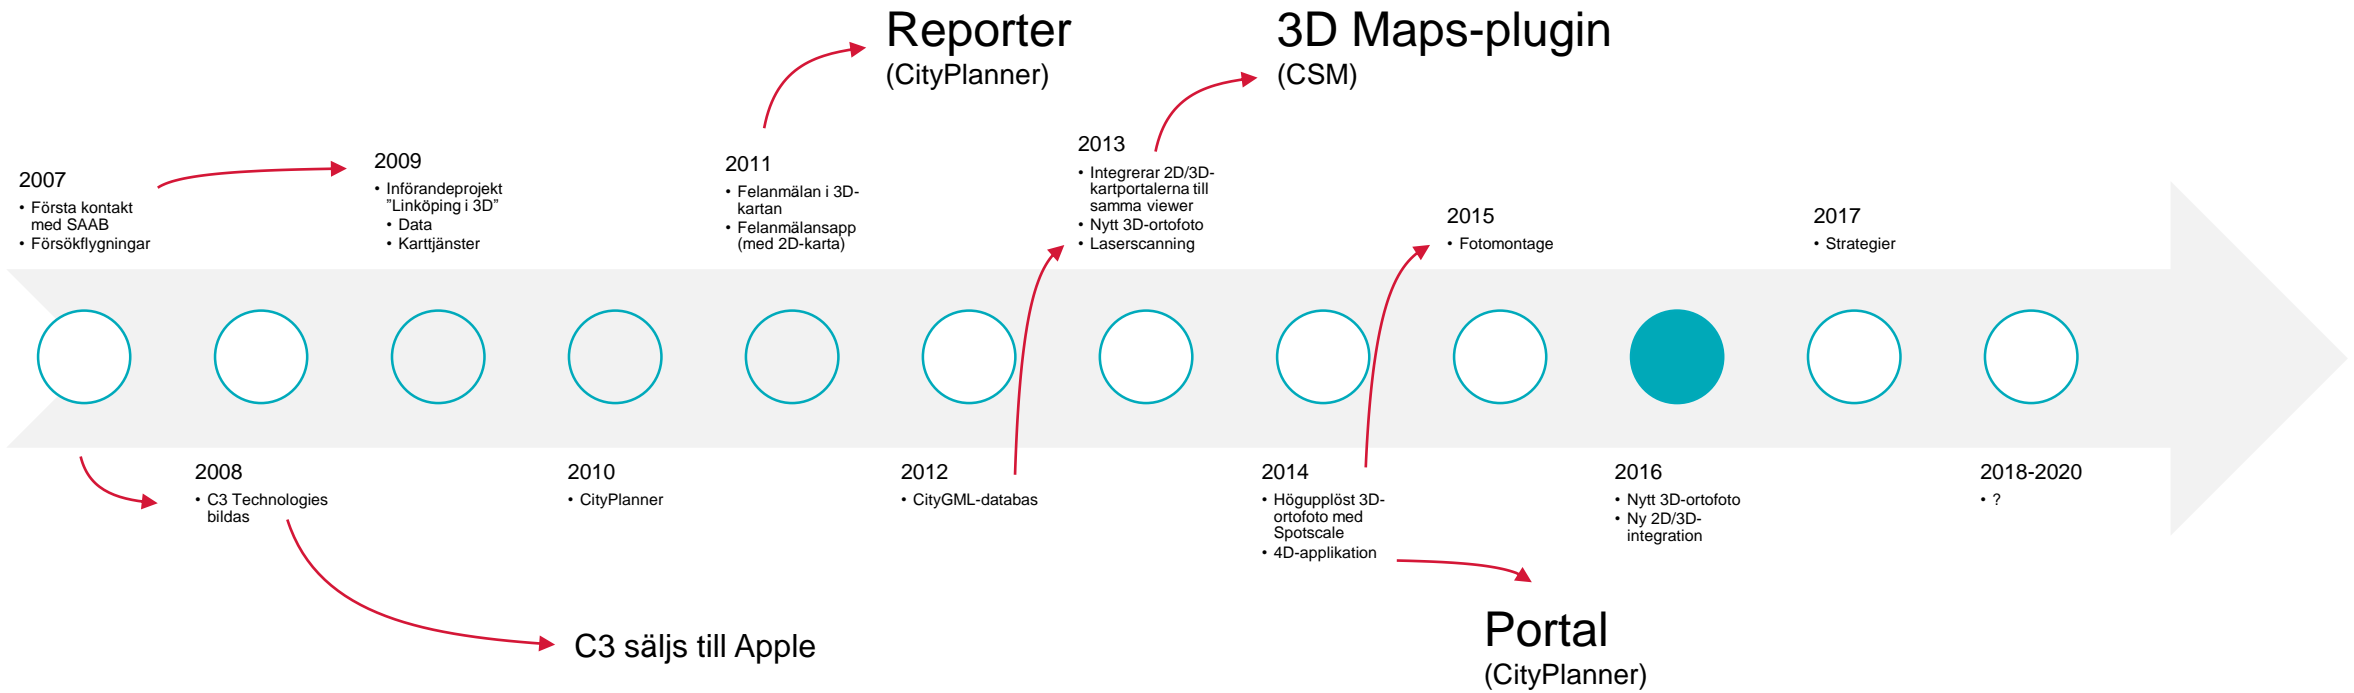 Reporter
(CityPlanner)
3D Maps-plugin
(CSM)
2007
• Första kontakt
med SAAB
• Försökflygningar
2009
• Införandeprojekt
”Linköping i 3D”
• Data
• Karttjänster
2011
• Felanmälan i 3D-
kartan
• Felanmälansapp
(med 2D-karta)
2013
• Integrerar 2D/3D-
kartportalerna till
samma viewer
• Nytt 3D-ortofoto
• Laserscanning
2015
• Fotomontage
2017
• Strategier
2008
• C3 Technologies
bildas
2010
• CityPlanner
2012
• CityGML-databas
2014
• Högupplöst 3D-
ortofoto med
Spotscale
• 4D-applikation
2016
• Nytt 3D-ortofoto
• Ny 2D/3D-
integration
2018-2020
• ?
C3 säljs till Apple
Portal
(CityPlanner)